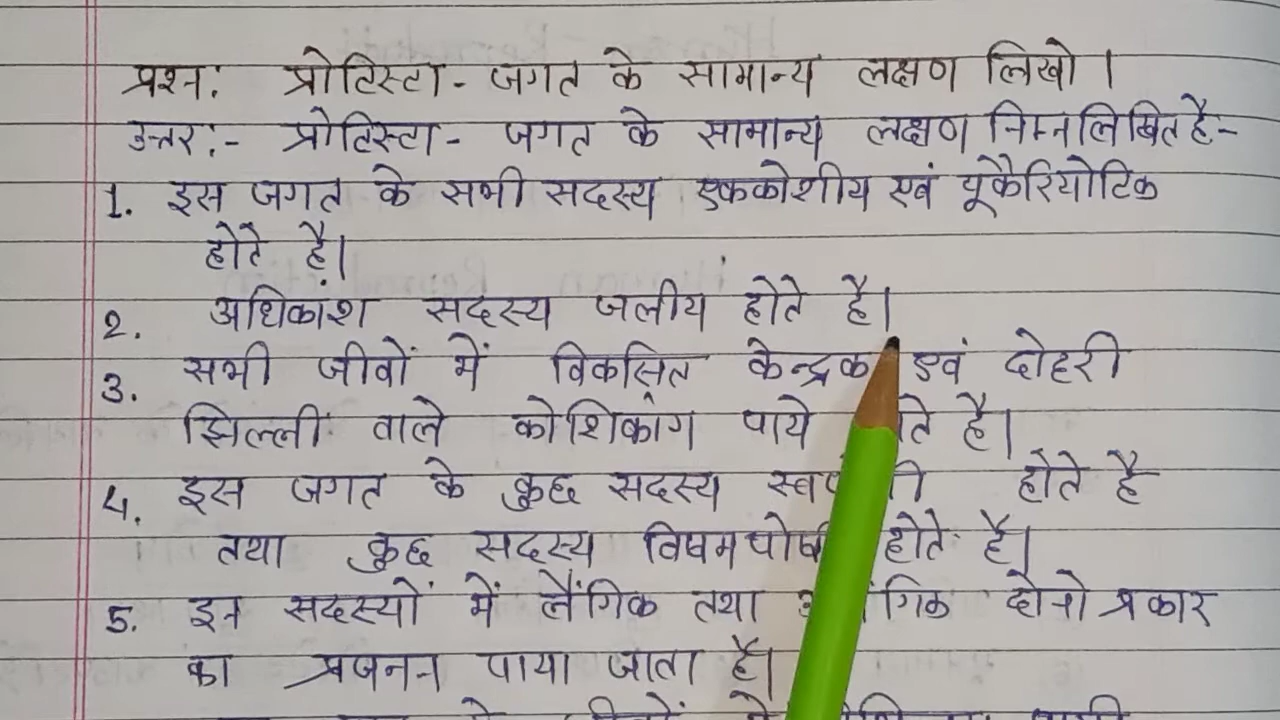 प्रश्न: प्रोटिस्टा - जगत के सामान्य लक्षण लिखो ।
उत्तर:- प्रोटिस्टा - जगत के सामान्य लक्षण निम्नलिखित है:-
1. इस जगत के सभी सदस्य एककोशीय एवं यूकैरियोटिक
होते है।
2. अधिकांश सदस्य जलीय होते है।
3. सभी जीवों में विकसित केन्द्रक एवं दोहरी
झिल्ली वाले कोशिकांग पाये ते है।
4. इस जगत के कुछ सदस्य होते है
तथा कुछ सदस्य विषमपोषी होते है।
5. इन सदस्यों में लैंगिक तथा दोनो प्रकार
का प्रजनन पाया जाता है।